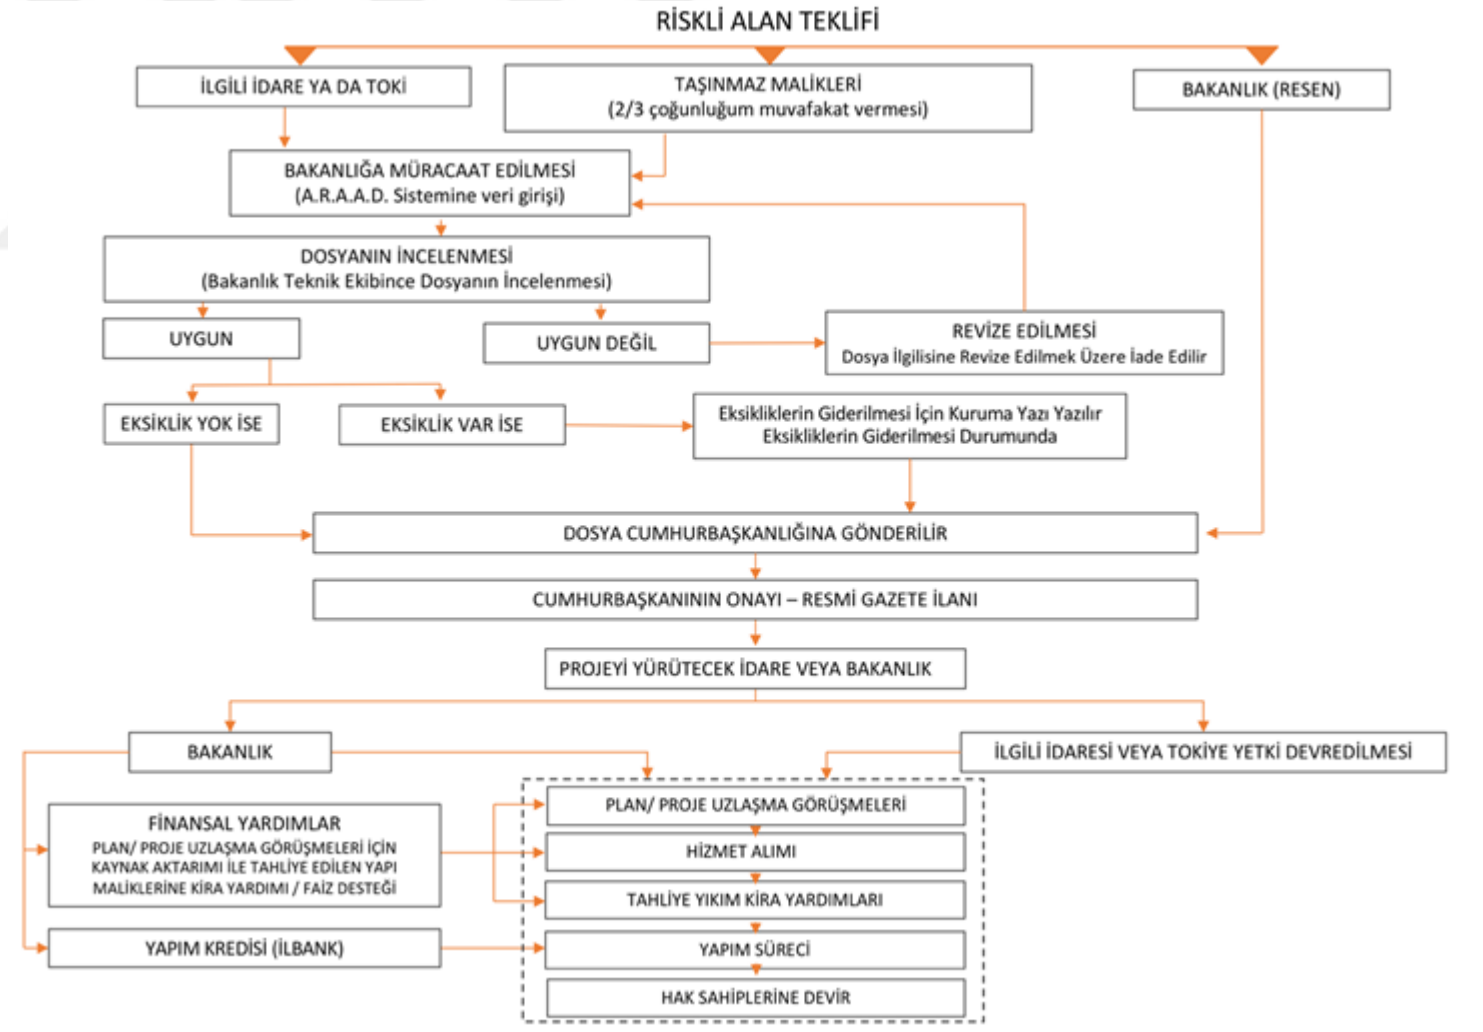 RİSKLİ ALAN TEKLİFİ
İLGİLİ İDARE YA DA TOKİ
TAŞINMAZ MALİKLERİ
(2/3 çoğunluğum muvafakat vermesi)
BAKANLIK (RESEN)
BAKANLIĞA MÜRACAAT EDİLMESİ
(A.R.A.A.D. Sistemine veri girişi)
DOSYANIN İNCELENMESİ
(Bakanlık Teknik Ekibince Dosyanın İncelenmesi)
UYGUN
UYGUN DEĞİL
REVİZE EDİLMESİ
Dosya İlgilisine Revize Edilmek Üzere İade Edilir
EKSİKLİK YOK İSE
EKSİKLİK VAR İSE
Eksikliklerin Giderilmesi İçin Kuruma Yazı Yazılır
Eksikliklerin Giderilmesi Durumunda
DOSYA CUMHURBAŞKANLIĞINA GÖNDERİLİR
CUMHURBAŞKANININ ONAYI – RESMİ GAZETE İLANI
PROJEYİ YÜRÜTECEK İDARE VEYA BAKANLIK
BAKANLIK
İLGİLİ İDARESİ VEYA TOKİYE YETKİ DEVREDİLMESİ
FİNANSAL YARDIMLAR
PLAN/ PROJE UZLAŞMA GÖRÜŞMELERİ İÇİN
KAYNAK AKTARIMI İLE TAHLİYE EDİLEN YAPI
MALİKLERİNE KİRA YARDIMI / FAİZ DESTEĞİ
YAPIM KREDİSİ (İLBANK)
PLAN/ PROJE UZLAŞMA GÖRÜŞMELERİ
HİZMET ALIMI
TAHLİYE YIKIM KİRA YARDIMLARI
YAPIM SÜRECİ
HAK SAHİPLERİNE DEVİR